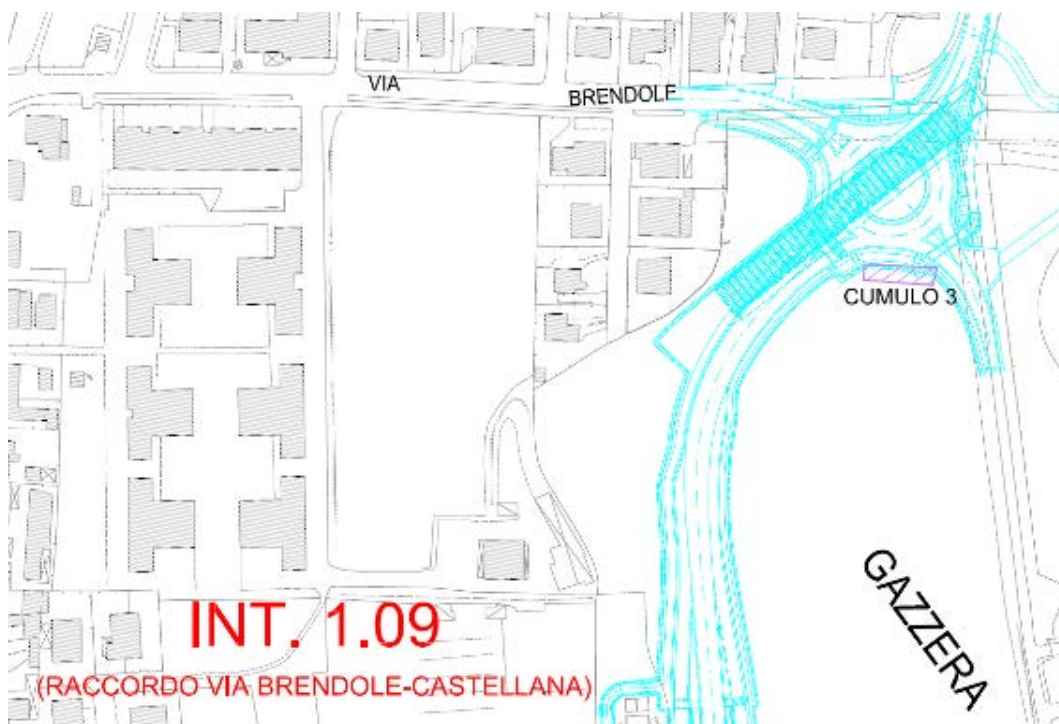 VIA
BRENDOLE
CUMULO 3
GAZZERA
INT. 1.09
(RACCORDO VIA BRENDOLE-CASTELLANA)